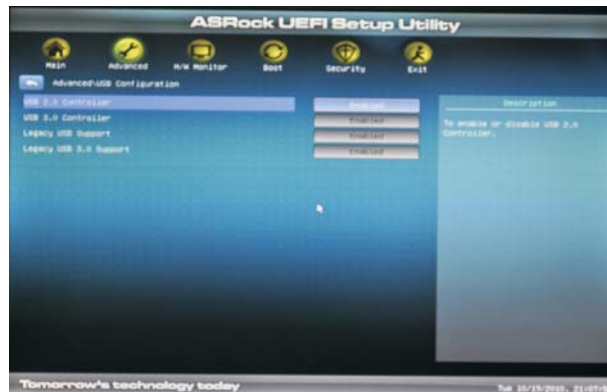 ASRock UEFI Setup Utility
Main Advanced H/W Monitor Boot Security Exit
Advanced\USB Configuration
USB 2.0 Controller Enabled
USB 3.0 Controller Enabled
Legacy USB Support Enabled
Legacy USB 3.0 Support Enabled
Description
To enable or disable USB 2.0
Controller.
Tomorrow's technology today
Tue 10/19/2010,